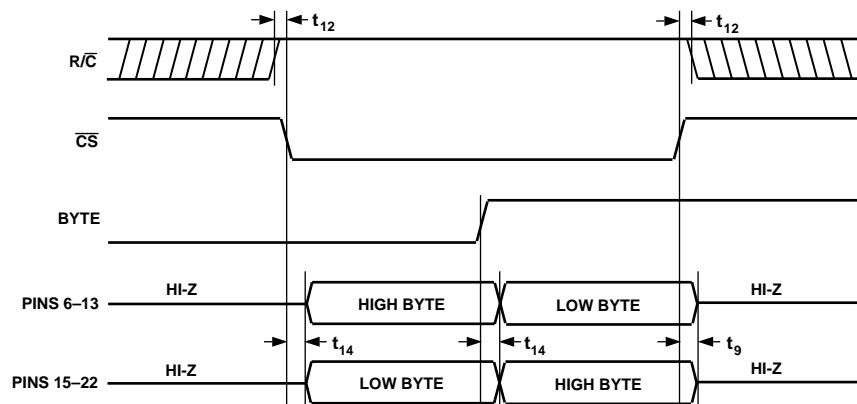 t12 t12
R/C̅
C̅S̅
BYTE
PINS 6–13 HI-Z HIGH BYTE LOW BYTE HI-Z
t14 t14 t9
PINS 15–22 HI-Z LOW BYTE HIGH BYTE HI-Z